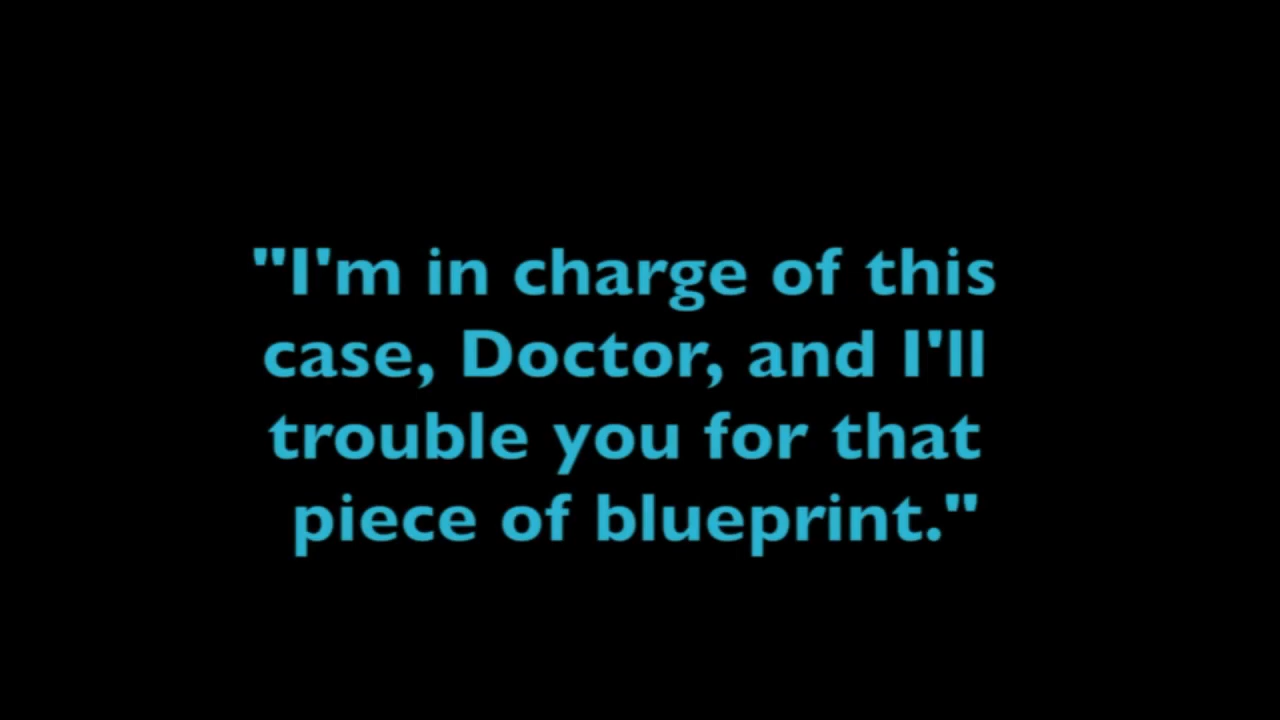 "I'm in charge of this
case, Doctor, and I'll
trouble you for that
piece of blueprint."